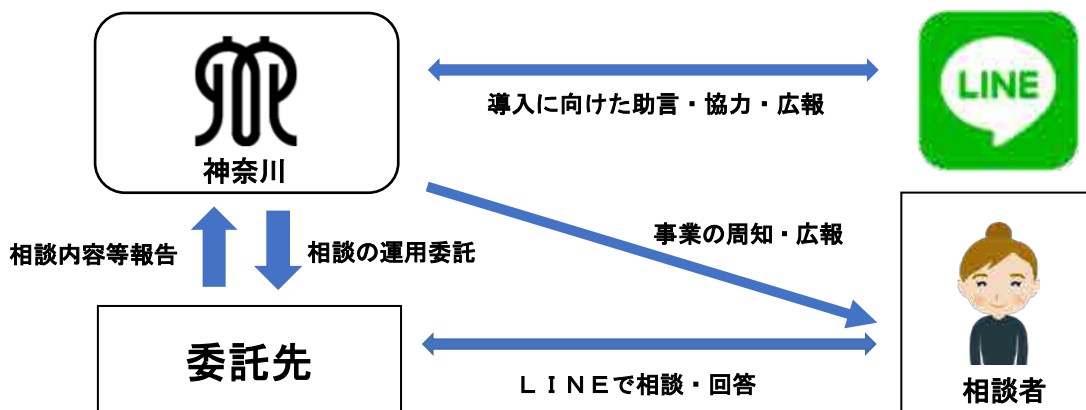 LINE
導入に向けた助言・協力・広報
神奈川
相談内容等報告
相談の運用委託
事業の周知・広報
委託先
ＬＩＮＥで相談・回答
相談者